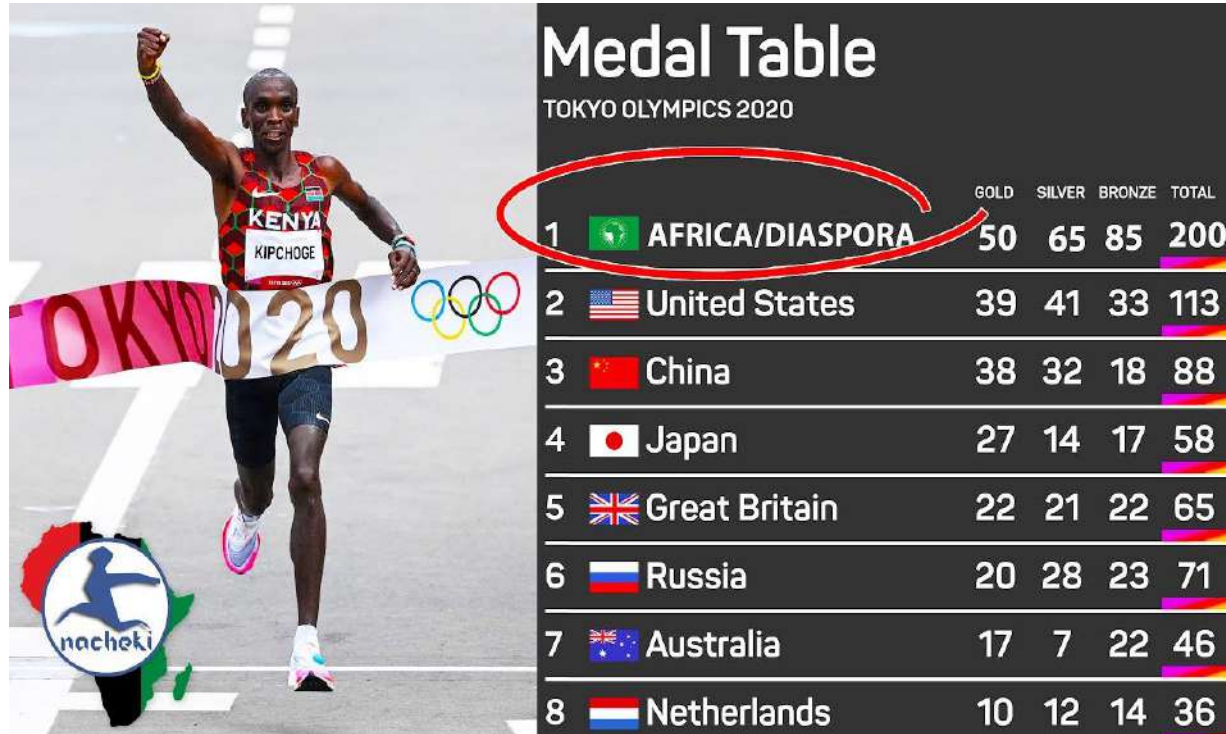 KENYA
KIPCHOGE
TOKYO 2020
nacheki
Medal Table
TOKYO OLYMPICS 2020
GOLD SILVER BRONZE TOTAL
1 AFRICA/DIASPORA 50 65 85 200
2 United States 39 41 33 113
3 China 38 32 18 88
4 Japan 27 14 17 58
5 Great Britain 22 21 22 65
6 Russia 20 28 23 71
7 Australia 17 7 22 46
8 Netherlands 10 12 14 36